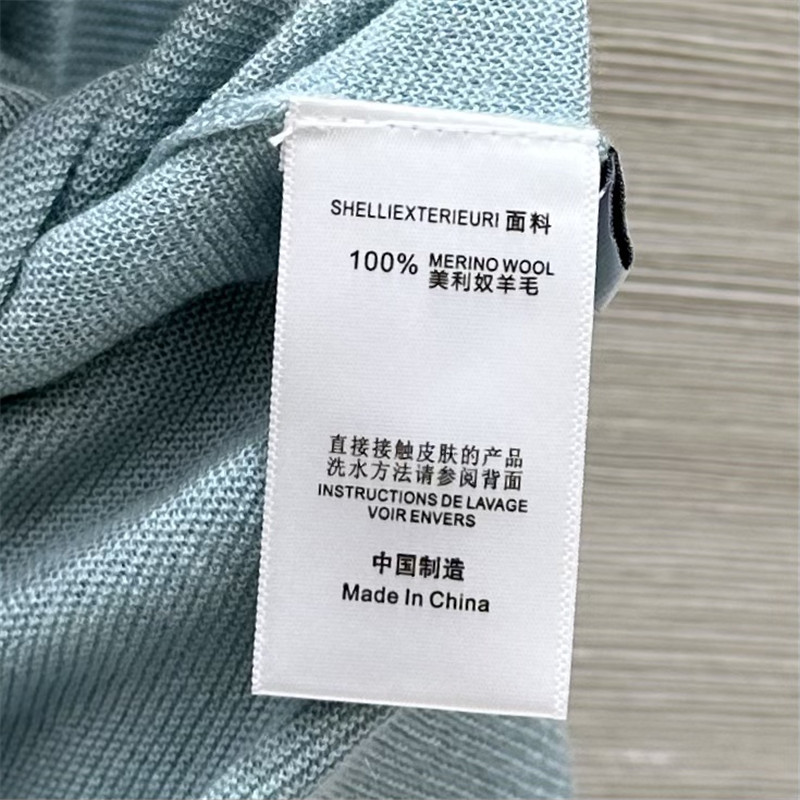 SHELLIEXTERIEURI 面料
100% MERINO WOOL
美利奴羊毛
直接接触皮肤的产品
洗水方法请参阅背面
INSTRUCTIONS DE LAVAGE
VOIR ENVERS
中国制造
Made In China